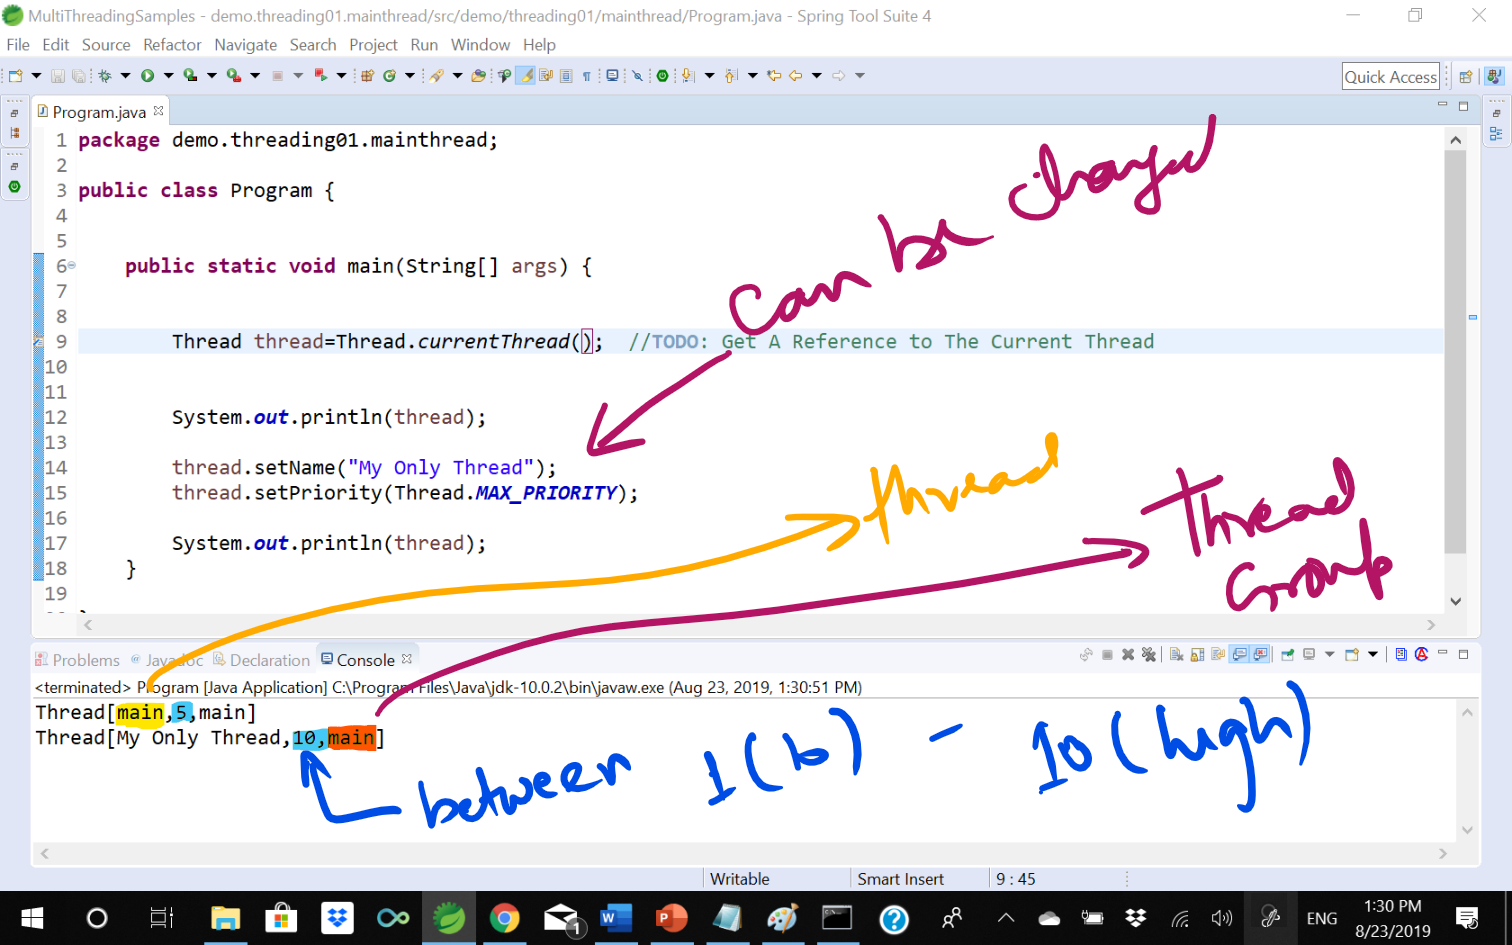 MultiThreadingSamples - demo.threading01.mainthread/src/demo/threading01/mainthread/Program.java - Spring Tool Suite 4
File Edit Source Refactor Navigate Search Project Run Window Help
Quick Access
Program.java
1 package demo.threading01.mainthread;
2
3 public class Program {
4
5
6 public static void main(String[] args) {
7
8
9 Thread thread=Thread.currentThread(); //TODO: Get A Reference to The Current Thread
10
11
12 System.out.println(thread);
13
14 thread.setName("My Only Thread");
15 thread.setPriority(Thread.MAX_PRIORITY);
16
17 System.out.println(thread);
18 }
19
can be changed
thread
Thread
Group
Problems @ Javadoc Declaration Console
<terminated> Program [Java Application] C:\Program Files\Java\jdk-10.0.2\bin\javaw.exe (Aug 23, 2019, 1:30:51 PM)
Thread[main,5,main]
Thread[My Only Thread,10,main]
between 1(lo) - 10(high)
Writable Smart Insert 9 : 45
1
ENG
1:30 PM
8/23/2019